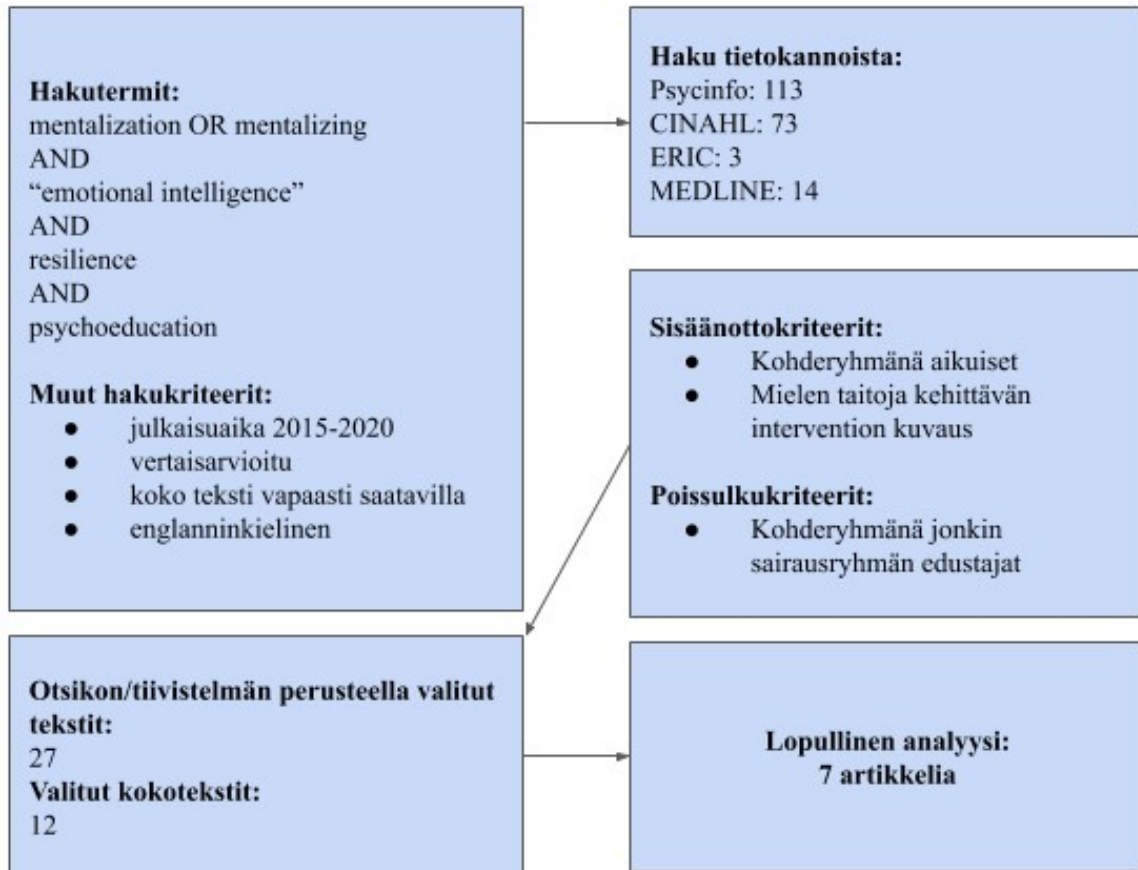 Hakutermit:
mentalization OR mentalizing
AND
“emotional intelligence”
AND
resilience
AND
psychoeducation
Muut hakukriteerit:
● julkaisuaika 2015-2020
● vertaisarvioitu
● koko teksti vapaasti saatavilla
● englanninkielinen
Haku tietokannoista:
Psycinfo: 113
CINAHL: 73
ERIC: 3
MEDLINE: 14
Sisäänottokriteerit:
● Kohderyhmänä aikuiset
● Mielen taitoja kehittävän
intervention kuvaus
Poissulkukriteerit:
● Kohderyhmänä jonkin
sairausryhmän edustajat
Otsikon/tiivistelmän perusteella valitut
tekstit:
27
Valitut kokotekstit:
12
Lopullinen analyysi:
7 artikkelia